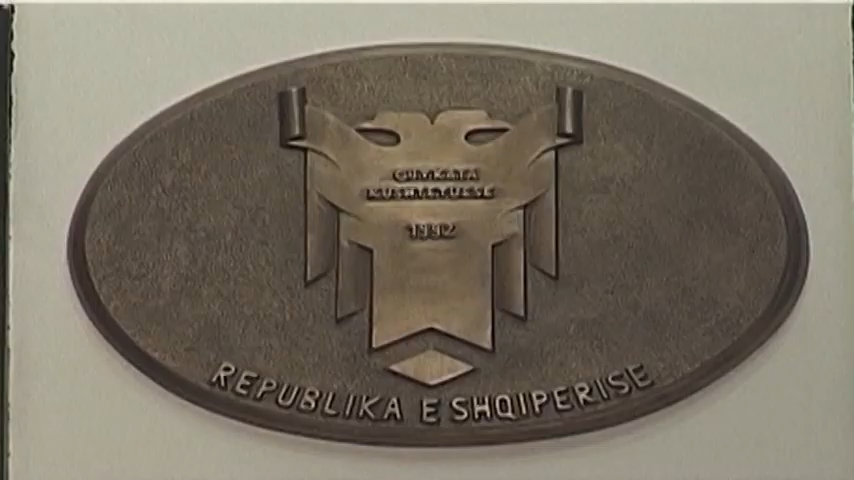 GJYKATA
KUSHTETUESE
1992
REPUBLIKA E SHQIPERISE